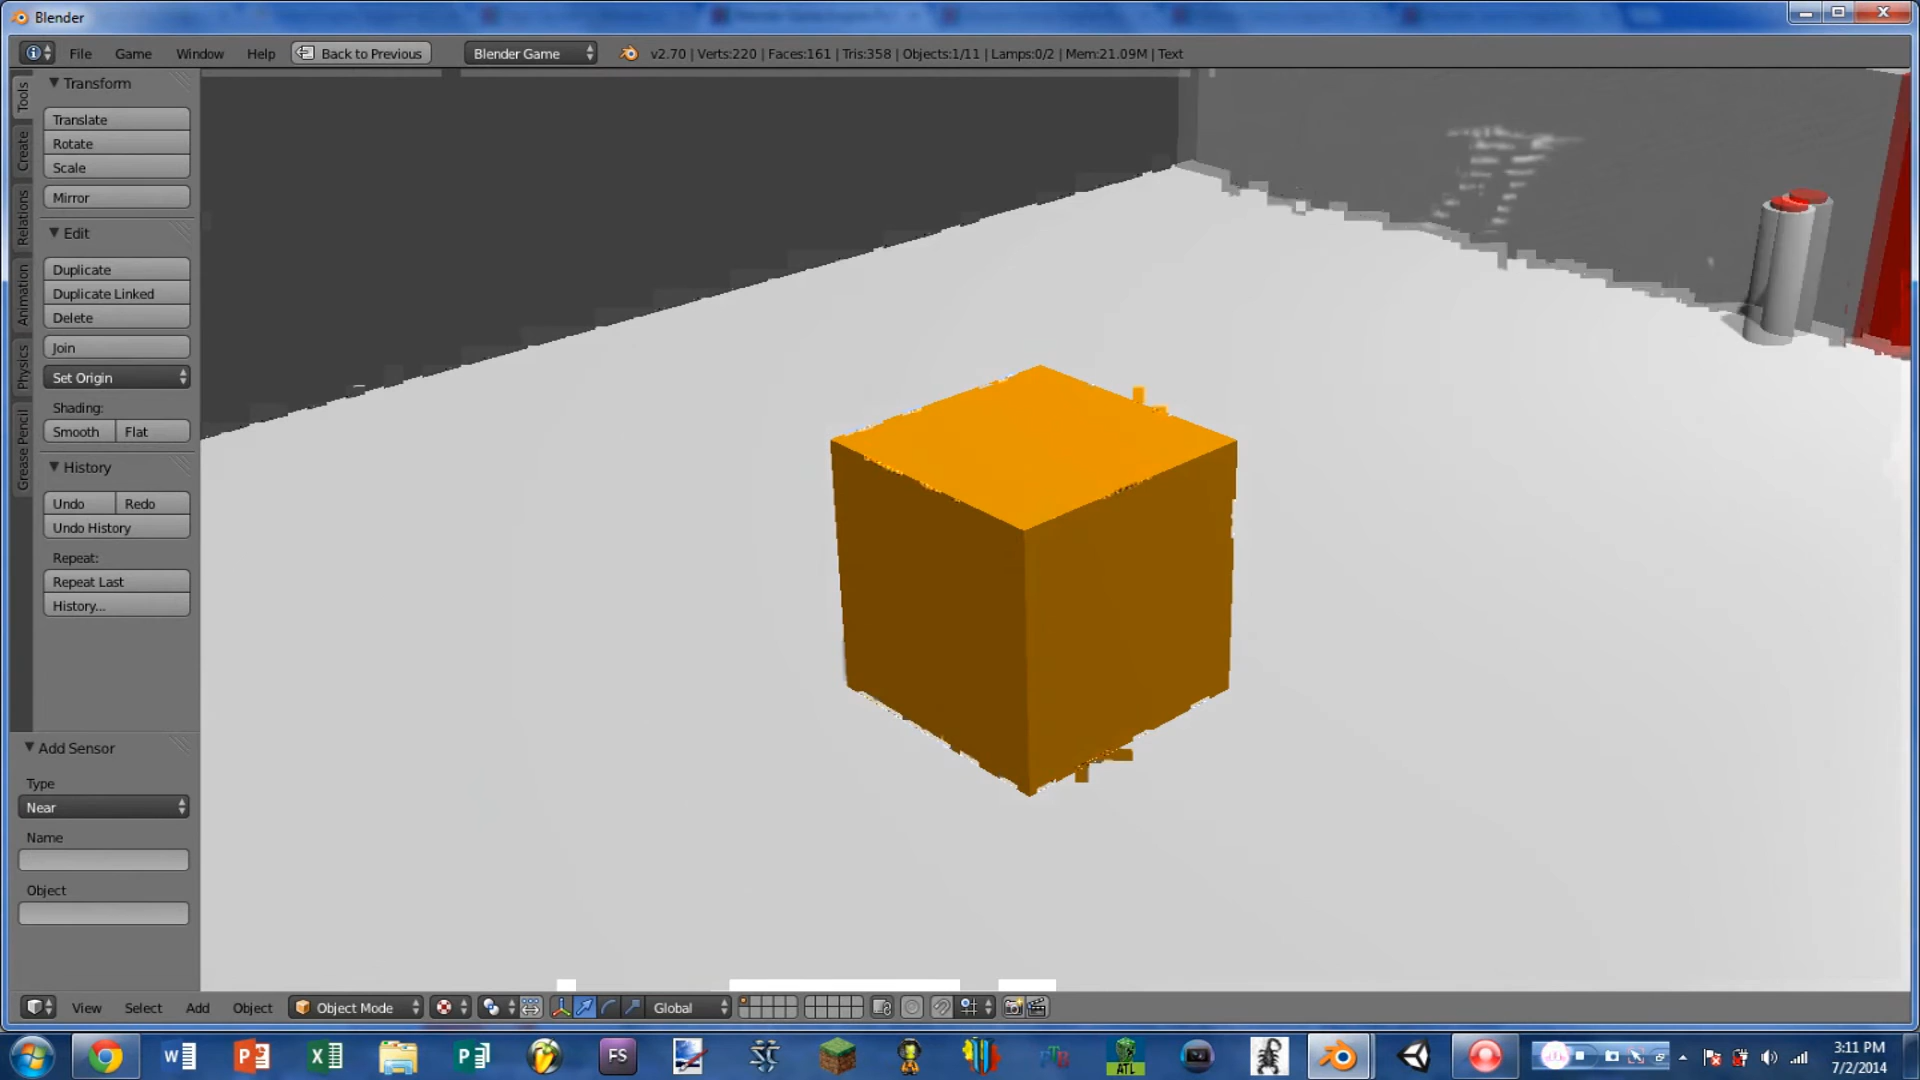 Blender
File Game Window Help Back to Previous Blender Game v2.70 | Verts:220 | Faces:161 | Tris:358 | Objects:1/11 | Lamps:0/2 | Mem:21.09M | Text
Tools
Create
Relations
Animation
Physics
Grease Pencil
Transform
Translate
Rotate
Scale
Mirror
Edit
Duplicate
Duplicate Linked
Delete
Join
Set Origin
Shading:
Smooth Flat
History
Undo Redo
Undo History
Repeat:
Repeat Last
History...
Add Sensor
Type
Near
Name
Object
View Select Add Object Object Mode Global
FS
ATL
3:11 PM
7/2/2014